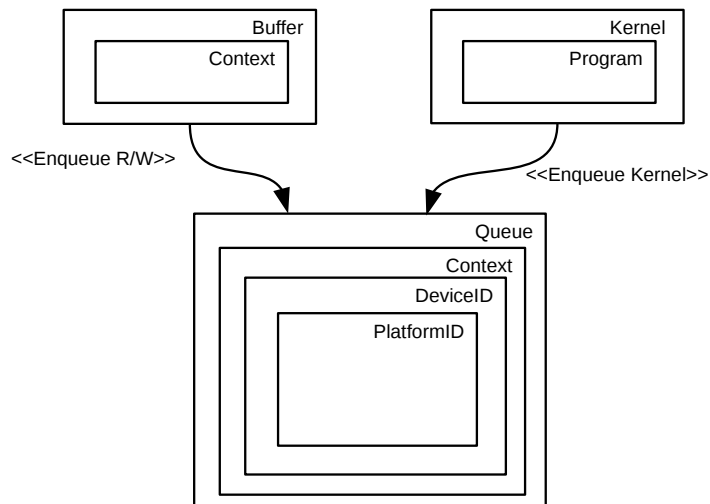 Buffer
Context
Kernel
Program
<<Enqueue R/W>>
<<Enqueue Kernel>>
Queue
Context
DeviceID
PlatformID